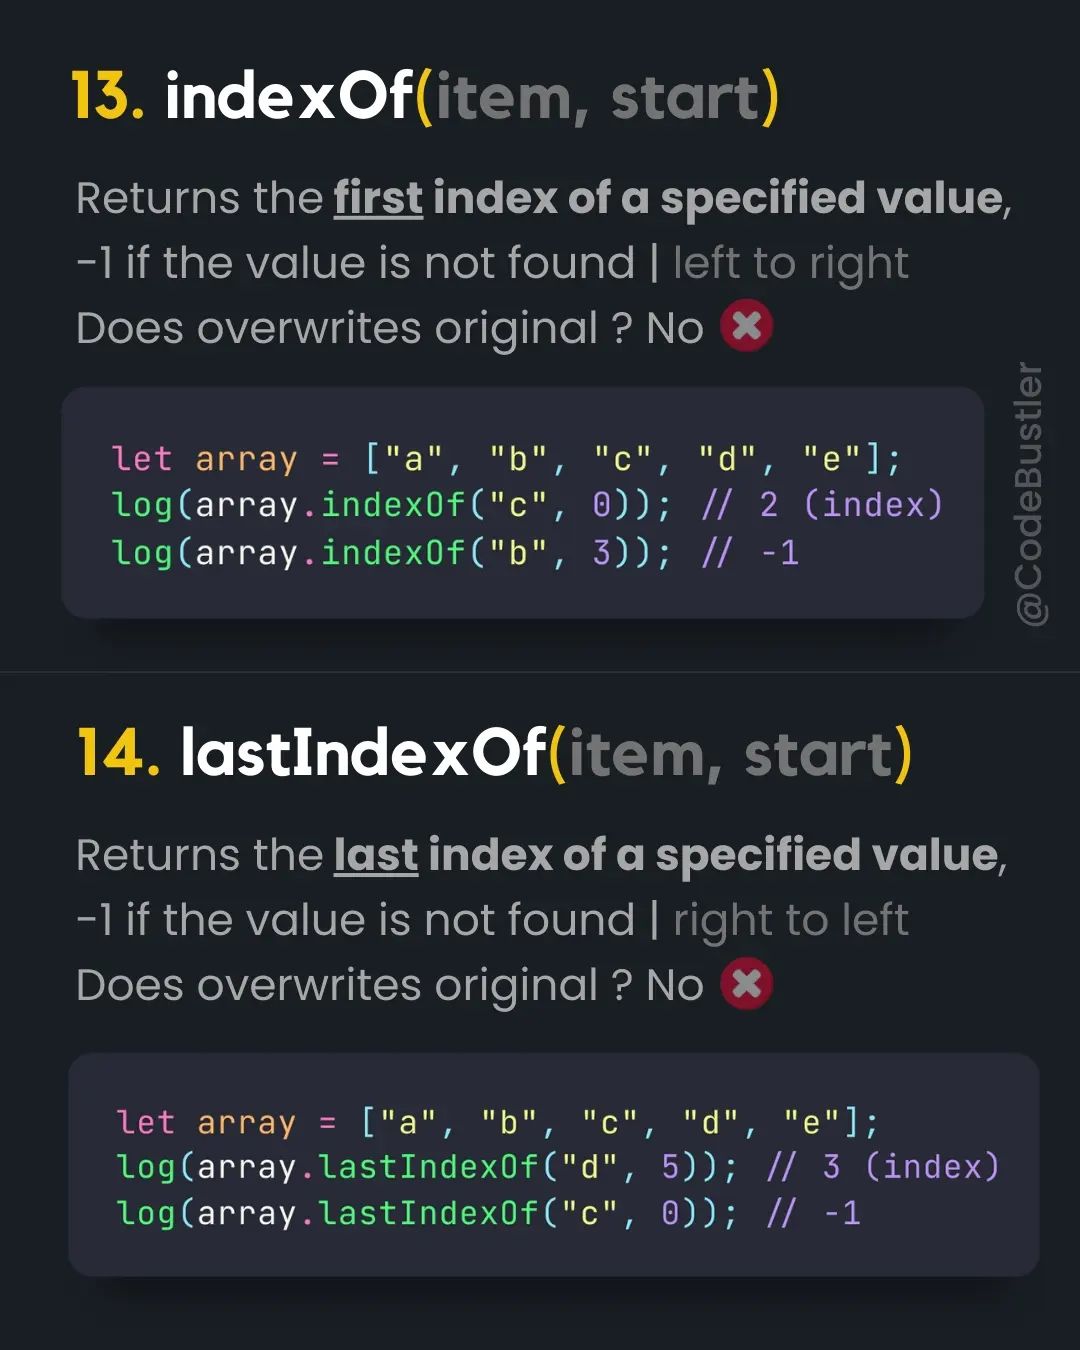 13. indexOf(item, start)
Returns the first index of a specified value,
-1 if the value is not found | left to right
Does overwrites original ? No
let array = ["a", "b", "c", "d", "e"];
log(array.indexOf("c", 0)); // 2 (index)
log(array.indexOf("b", 3)); // -1
@CodeBustler
14. lastIndexOf(item, start)
Returns the last index of a specified value,
-1 if the value is not found | right to left
Does overwrites original ? No
let array = ["a", "b", "c", "d", "e"];
log(array.lastIndexOf("d", 5)); // 3 (index)
log(array.lastIndexOf("c", 0)); // -1